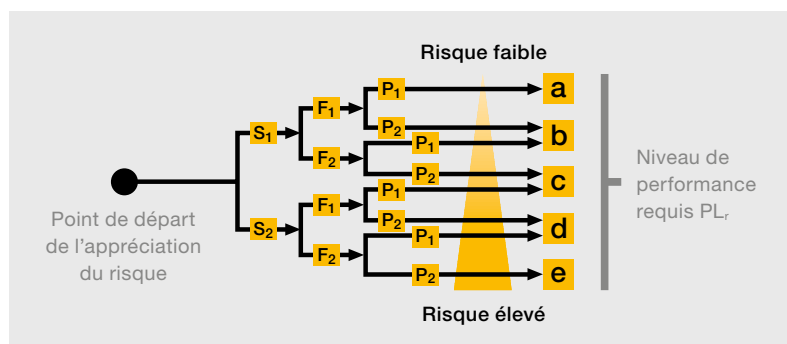 Risque faible
P1
a
F1
P2
b
S1
P1
F2
P2
c
Point de départ
de l'appréciation
du risque
P1
F1
P2
d
S2
P1
F2
P2
e
Risque élevé
Niveau de
performance
requis PLr